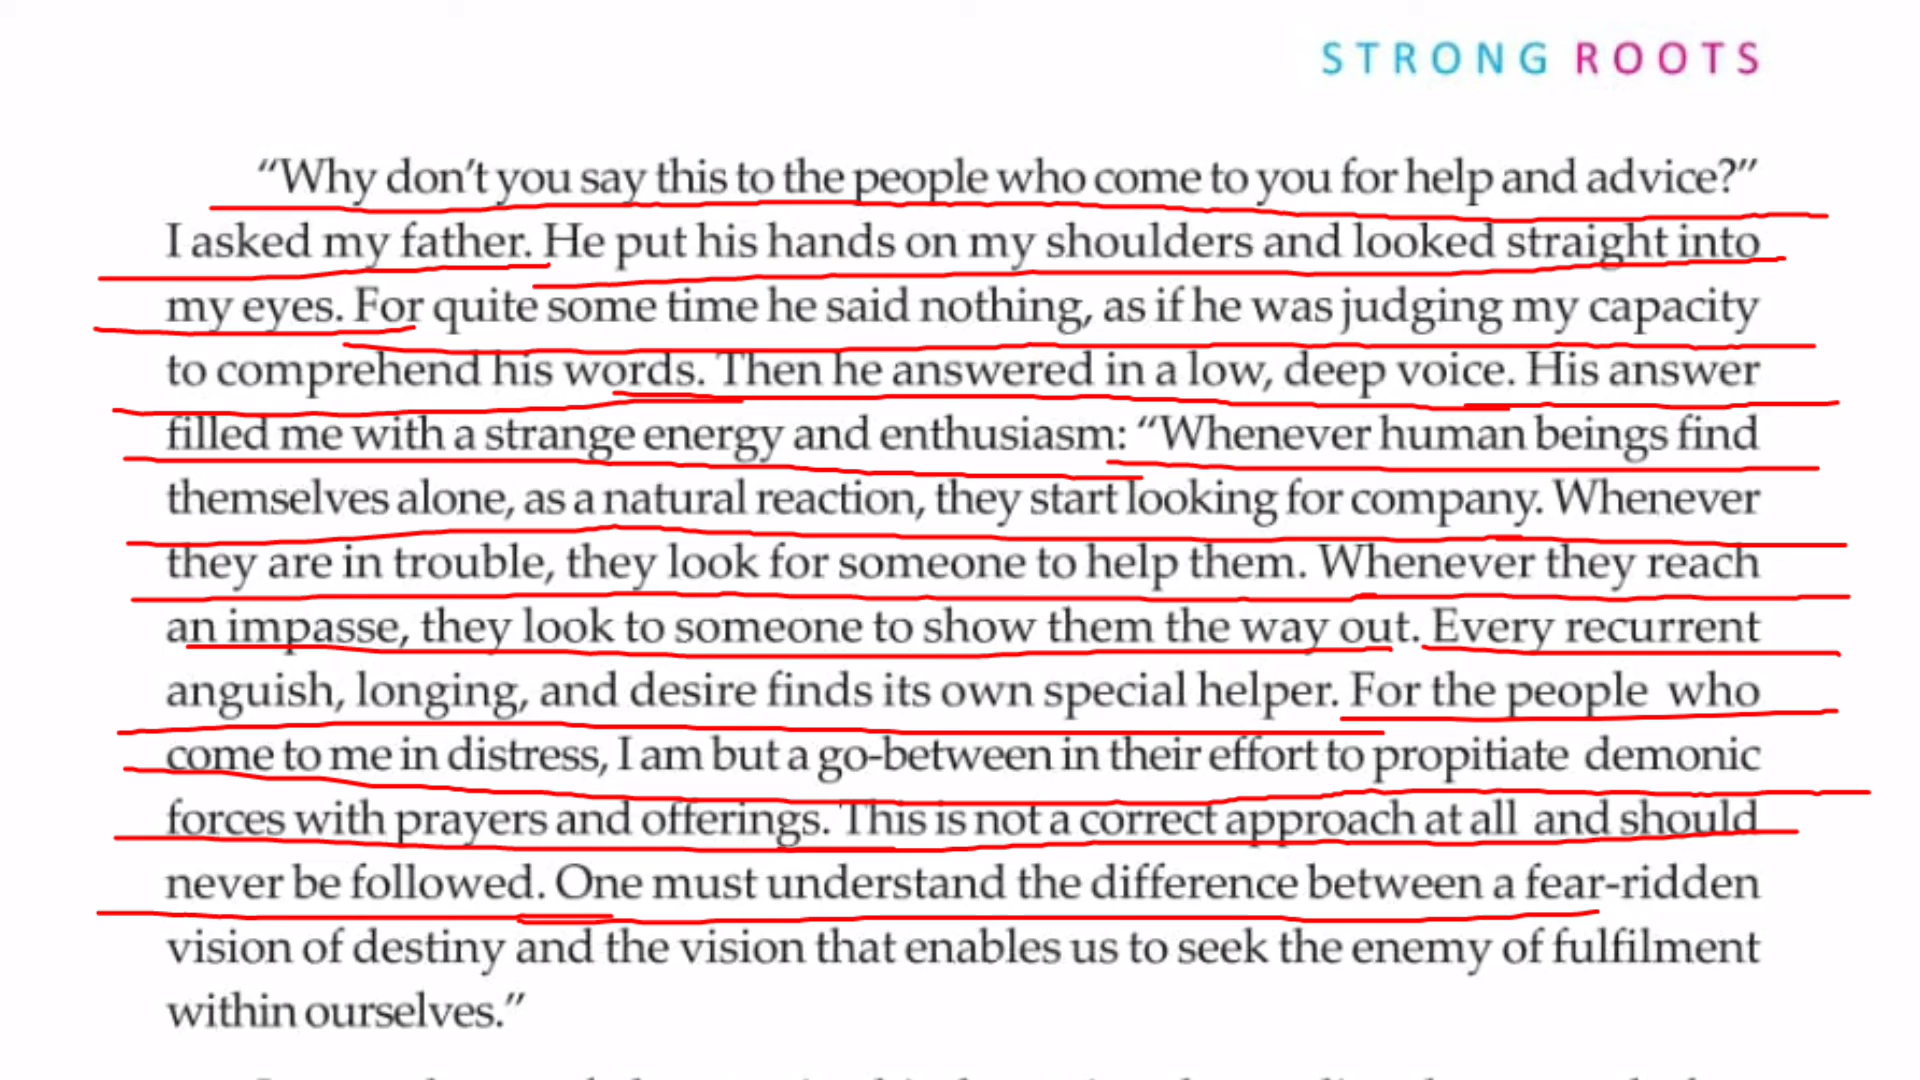 STRONG ROOTS
“Why don’t you say this to the people who come to you for help and advice?”
I asked my father. He put his hands on my shoulders and looked straight into
my eyes. For quite some time he said nothing, as if he was judging my capacity
to comprehend his words. Then he answered in a low, deep voice. His answer
filled me with a strange energy and enthusiasm: “Whenever human beings find
themselves alone, as a natural reaction, they start looking for company. Whenever
they are in trouble, they look for someone to help them. Whenever they reach
an impasse, they look to someone to show them the way out. Every recurrent
anguish, longing, and desire finds its own special helper. For the people who
come to me in distress, I am but a go-between in their effort to propitiate demonic
forces with prayers and offerings. This is not a correct approach at all and should
never be followed. One must understand the difference between a fear-ridden
vision of destiny and the vision that enables us to seek the enemy of fulfilment
within ourselves.”